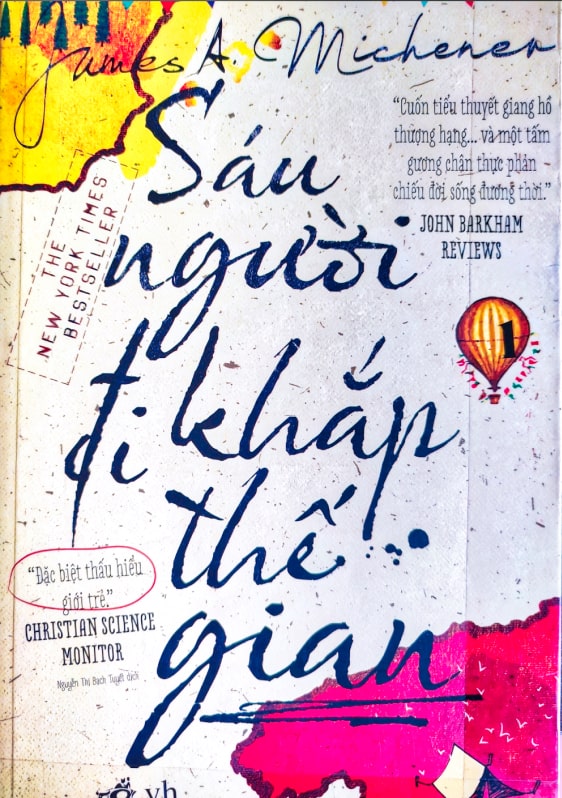 James A. Michener
"Cuốn tiểu thuyết giang hồ
thượng hạng... và một tấm
gương chân thực phản
chiếu đời sống đương thời."
JOHN BARKHAM
REVIEWS
THE
NEW YORK TIMES
BESTSELLER
Sáu
người
đi khắp
thế
gian
1
"Đặc biệt thấu hiểu
giới trẻ."
CHRISTIAN SCIENCE
MONITOR
Nguyễn Thị Bạch Tuyết dịch
vh